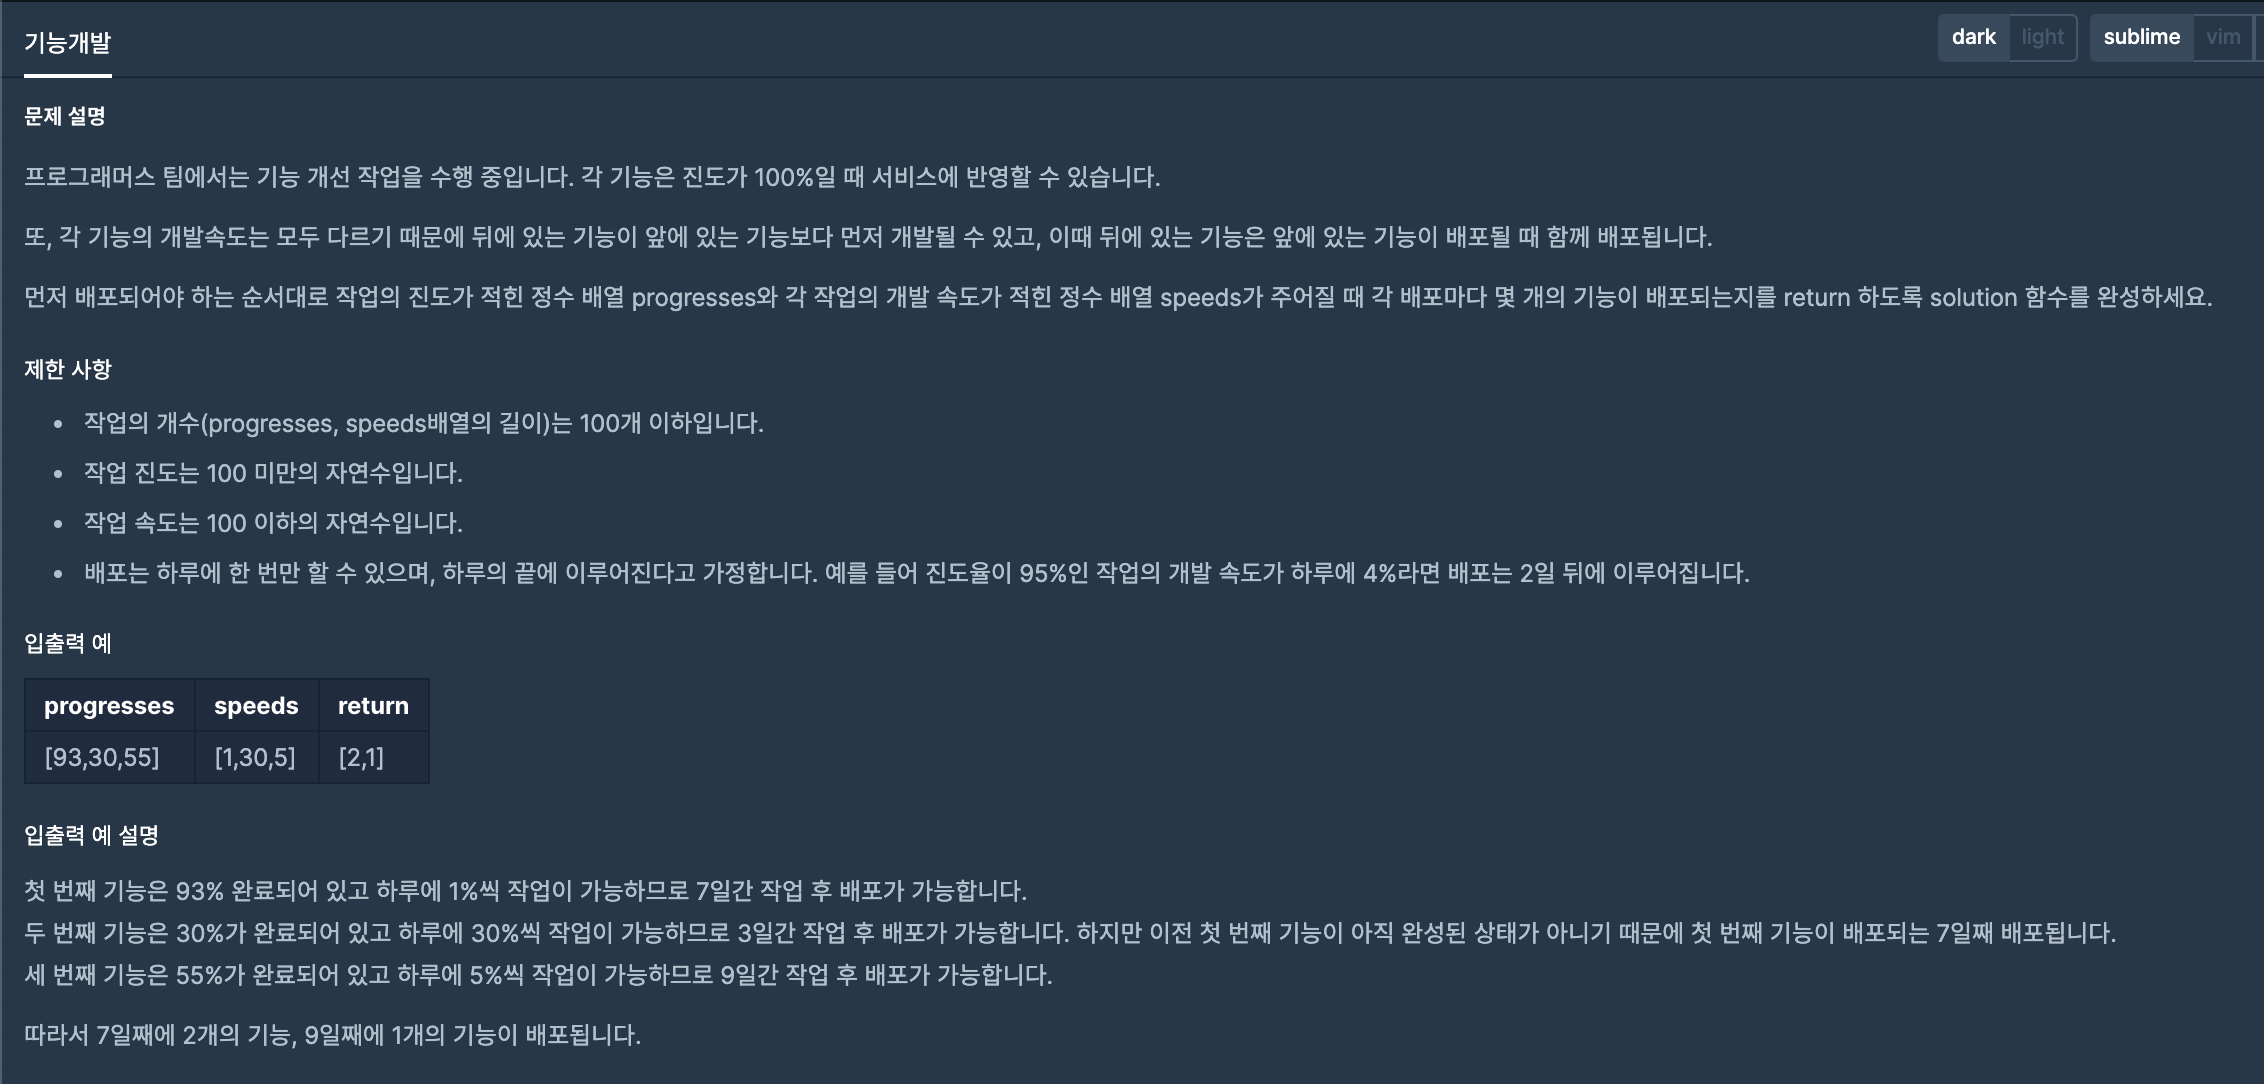 기능개발
dark light sublime vim
문제 설명
프로그래머스 팀에서는 기능 개선 작업을 수행 중입니다. 각 기능은 진도가 100%일 때 서비스에 반영할 수 있습니다.
또, 각 기능의 개발속도는 모두 다르기 때문에 뒤에 있는 기능이 앞에 있는 기능보다 먼저 개발될 수 있고, 이때 뒤에 있는 기능은 앞에 있는 기능이 배포될 때 함께 배포됩니다.
먼저 배포되어야 하는 순서대로 작업의 진도가 적힌 정수 배열 progresses와 각 작업의 개발 속도가 적힌 정수 배열 speeds가 주어질 때 각 배포마다 몇 개의 기능이 배포되는지를 return 하도록 solution 함수를 완성하세요.
제한 사항
• 작업의 개수(progresses, speeds배열의 길이)는 100개 이하입니다.
• 작업 진도는 100 미만의 자연수입니다.
• 작업 속도는 100 이하의 자연수입니다.
• 배포는 하루에 한 번만 할 수 있으며, 하루의 끝에 이루어진다고 가정합니다. 예를 들어 진도율이 95%인 작업의 개발 속도가 하루에 4%라면 배포는 2일 뒤에 이루어집니다.
입출력 예
progresses speeds return
[93,30,55] [1,30,5] [2,1]
입출력 예 설명
첫 번째 기능은 93% 완료되어 있고 하루에 1%씩 작업이 가능하므로 7일간 작업 후 배포가 가능합니다.
두 번째 기능은 30%가 완료되어 있고 하루에 30%씩 작업이 가능하므로 3일간 작업 후 배포가 가능합니다. 하지만 이전 첫 번째 기능이 아직 완성된 상태가 아니기 때문에 첫 번째 기능이 배포되는 7일째 배포됩니다.
세 번째 기능은 55%가 완료되어 있고 하루에 5%씩 작업이 가능하므로 9일간 작업 후 배포가 가능합니다.
따라서 7일째에 2개의 기능, 9일째에 1개의 기능이 배포됩니다.